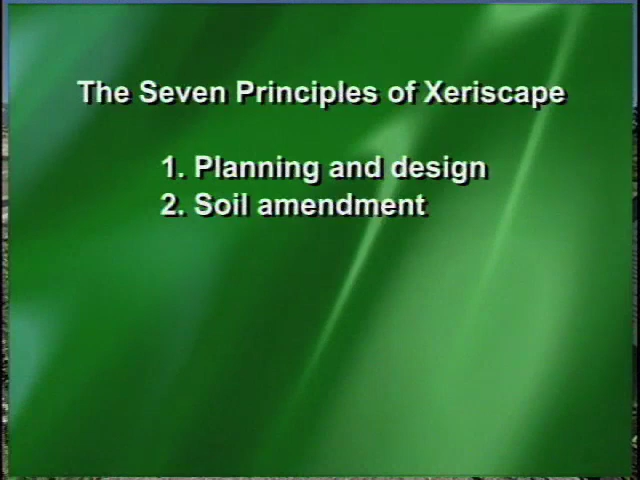 The Seven Principles of Xeriscape
1. Planning and design
2. Soil amendment